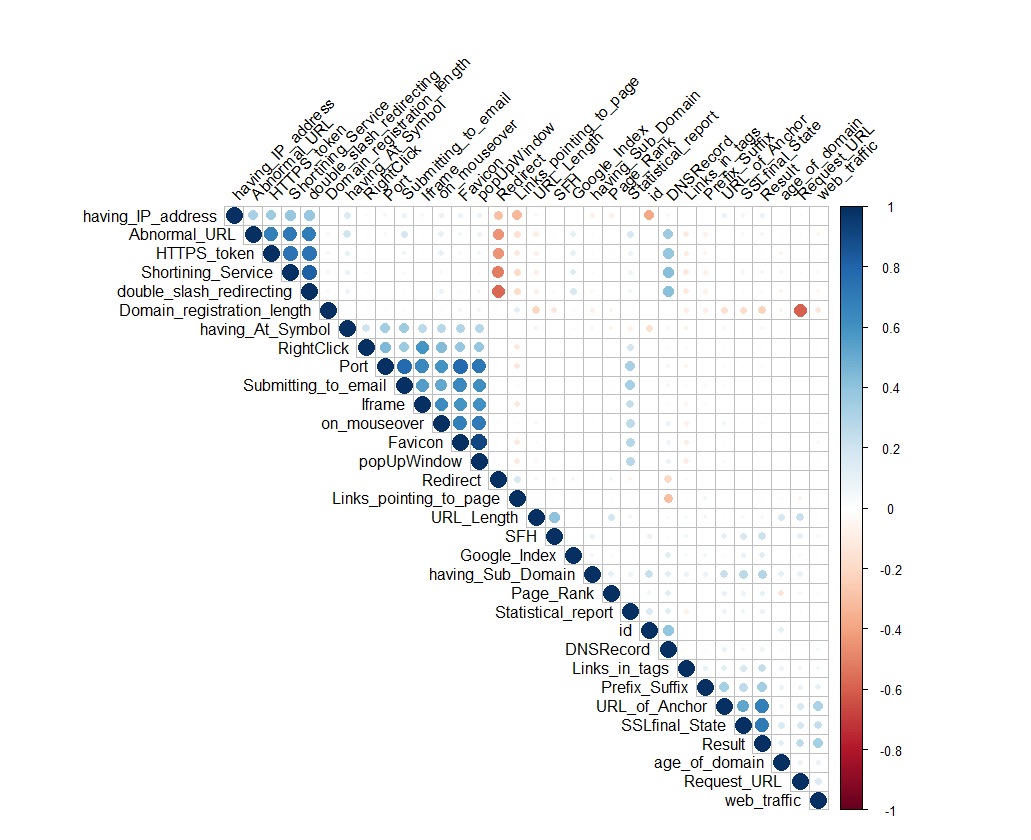 having_IP_address
Abnormal_URL
HTTPS_token
Shortining_Service
double_slash_redirecting
Domain_registration_length
having_At_Symbol
RightClick
Port
Submitting_to_email
Iframe
on_mouseover
Favicon
popUpWindow
Redirect
Links_pointing_to_page
URL_Length
SFH
Google_Index
having_Sub_Domain
Page_Rank
Statistical_report
id
DNSRecord
Links_in_tags
Prefix_Suffix
URL_of_Anchor
SSLfinal_State
Result
age_of_domain
Request_URL
web_traffic
having_IP_address
Abnormal_URL
HTTPS_token
Shortining_Service
double_slash_redirecting
Domain_registration_length
having_At_Symbol
RightClick
Port
Submitting_to_email
Iframe
on_mouseover
Favicon
popUpWindow
Redirect
Links_pointing_to_page
URL_Length
SFH
Google_Index
having_Sub_Domain
Page_Rank
Statistical_report
id
DNSRecord
Links_in_tags
Prefix_Suffix
URL_of_Anchor
SSLfinal_State
Result
age_of_domain
Request_URL
web_traffic
1
0.8
0.6
0.4
0.2
0
-0.2
-0.4
-0.6
-0.8
-1